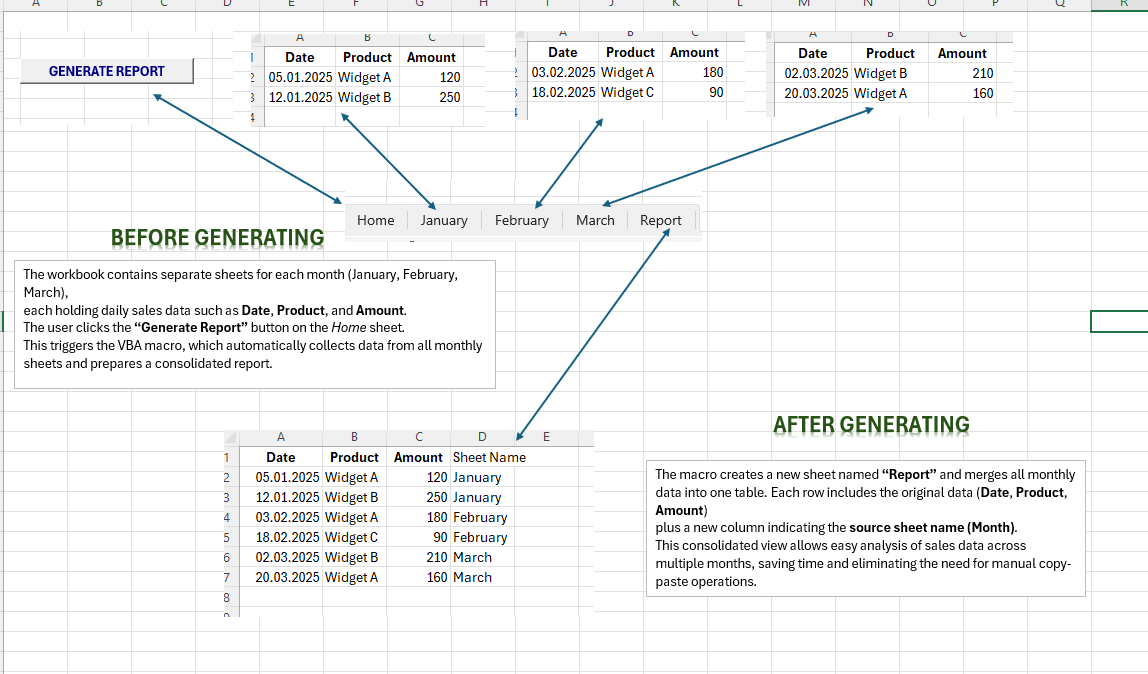 A B C D E F G H I J K L M N O P Q R
GENERATE REPORT
A B C
1 Date Product Amount
2 05.01.2025 Widget A 120
3 12.01.2025 Widget B 250
4
A B C
1 Date Product Amount
2 03.02.2025 Widget A 180
3 18.02.2025 Widget C 90
4
A B C
Date Product Amount
02.03.2025 Widget B 210
20.03.2025 Widget A 160
Home January February March Report
BEFORE GENERATING
The workbook contains separate sheets for each month (January, February,
March),
each holding daily sales data such as Date, Product, and Amount.
The user clicks the “Generate Report” button on the Home sheet.
This triggers the VBA macro, which automatically collects data from all monthly
sheets and prepares a consolidated report.
A B C D E
1 Date Product Amount Sheet Name
2 05.01.2025 Widget A 120 January
3 12.01.2025 Widget B 250 January
4 03.02.2025 Widget A 180 February
5 18.02.2025 Widget C 90 February
6 02.03.2025 Widget B 210 March
7 20.03.2025 Widget A 160 March
8
9
AFTER GENERATING
The macro creates a new sheet named “Report” and merges all monthly
data into one table. Each row includes the original data (Date, Product,
Amount)
plus a new column indicating the source sheet name (Month).
This consolidated view allows easy analysis of sales data across
multiple months, saving time and eliminating the need for manual copy-
paste operations.